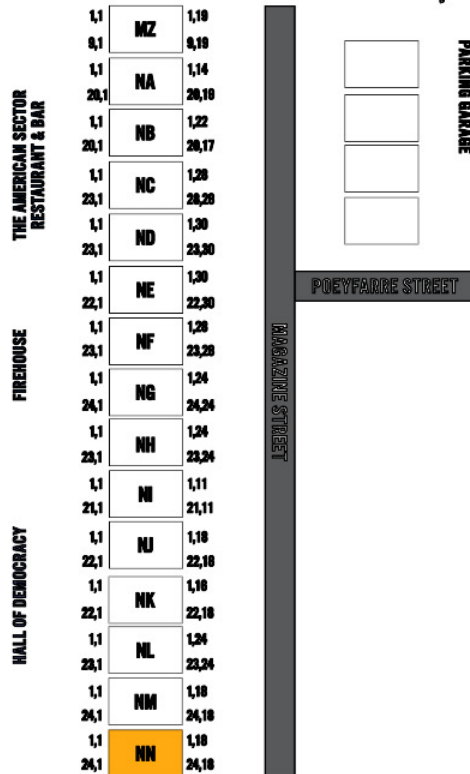 THE AMERICAN SECTOR
RESTAURANT & BAR
FIREHOUSE
HALL OF DEMOCRACY
1,1 MZ 1,19
9,1 9,19
1,1 NA 1,14
20,1 20,19
1,1 NB 1,22
20,1 20,17
1,1 NC 1,28
23,1 28,28
1,1 ND 1,30
23,1 23,30
1,1 NE 1,30
22,1 22,30
1,1 NF 1,28
23,1 23,28
1,1 NG 1,24
24,1 24,24
1,1 NH 1,24
23,1 23,24
1,1 NI 1,11
21,1 21,11
1,1 NJ 1,18
22,1 22,18
1,1 NK 1,16
22,1 22,18
1,1 NL 1,24
23,1 23,24
1,1 NM 1,18
24,1 24,18
1,1 NN 1,18
24,1 24,18
MAGAZINE STREET
POEYFARRE STREET
PARKING GARAGE